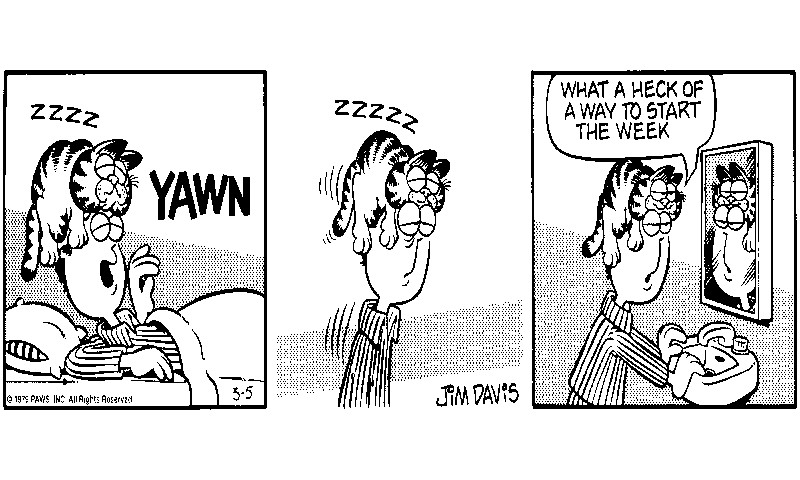 ZZZZ
YAWN
© 1979 PAWS, INC. All Rights Reserved
3-5
ZZZZZ
JIM DAVIS
WHAT A HECK OF
A WAY TO START
THE WEEK